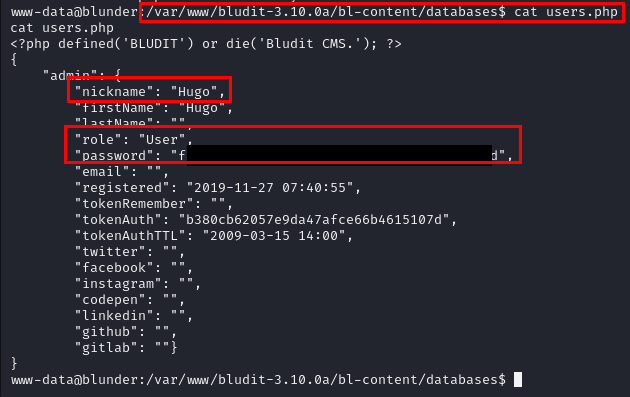 www-data@blunder:/var/www/bludit-3.10.0a/bl-content/databases$ cat users.php
cat users.php
<?php defined('BLUDIT') or die('Bludit CMS.'); ?>
{
    "admin": {
        "nickname": "Hugo",
        "firstName": "Hugo",
        "lastName": "",
        "role": "User",
        "password": "f d",
        "email": "",
        "registered": "2019-11-27 07:40:55",
        "tokenRemember": "",
        "tokenAuth": "b380cb62057e9da47afce66b4615107d",
        "tokenAuthTTL": "2009-03-15 14:00",
        "twitter": "",
        "facebook": "",
        "instagram": "",
        "codepen": "",
        "linkedin": "",
        "github": "",
        "gitlab": ""}
}
www-data@blunder:/var/www/bludit-3.10.0a/bl-content/databases$